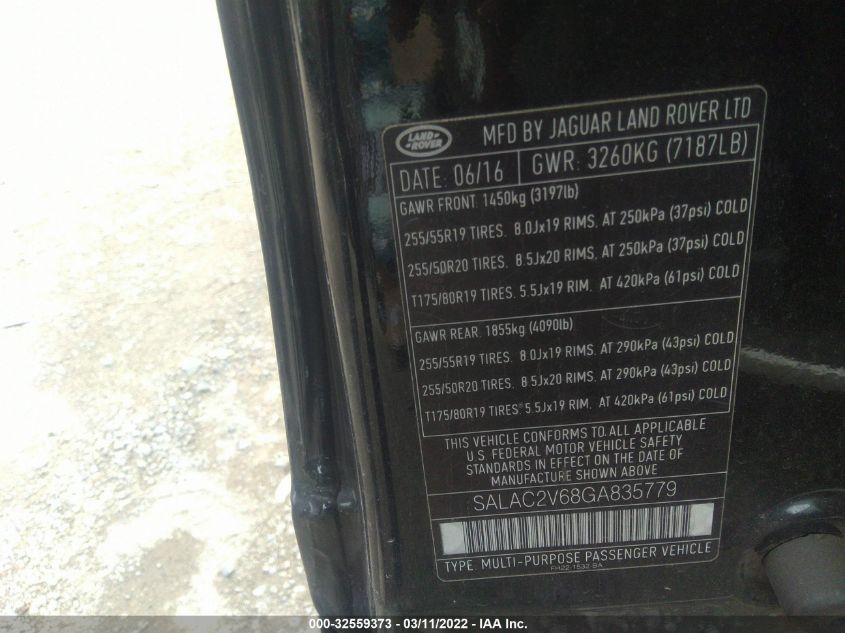 LAND ROVER
MFD BY JAGUAR LAND ROVER LTD
DATE: 06/16 GWR: 3260KG (7187LB)
GAWR FRONT. 1450kg (3197lb)
255/55R19 TIRES. 8.0Jx19 RIMS. AT 250kPa (37psi) COLD
255/50R20 TIRES. 8.5Jx20 RIMS. AT 250kPa (37psi) COLD
T175/80R19 TIRES. 5.5Jx19 RIM. AT 420kPa (61psi) COLD
GAWR REAR. 1855kg (4090lb)
255/55R19 TIRES. 8.0Jx19 RIMS. AT 290kPa (43psi) COLD
255/50R20 TIRES. 8.5Jx20 RIMS. AT 290kPa (43psi) COLD
T175/80R19 TIRES. 5.5Jx19 RIM. AT 420kPa (61psi) COLD
THIS VEHICLE CONFORMS TO ALL APPLICABLE
U.S. FEDERAL MOTOR VEHICLE SAFETY
STANDARDS IN EFFECT ON THE DATE OF
MANUFACTURE SHOWN ABOVE
SALAC2V68GA835779
TYPE. MULTI-PURPOSE PASSENGER VEHICLE
FH22-1532-BA
000-32559373 - 03/11/2022 - IAA Inc.